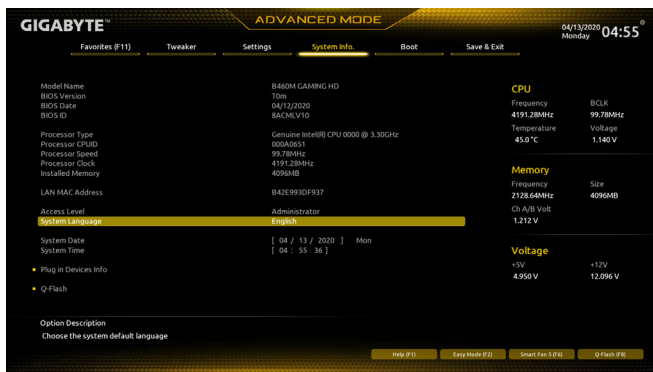 GIGABYTE™
ADVANCED MODE
04/13/2020 Monday 04:55
Favorites (F11) Tweaker Settings System Info. Boot Save & Exit
Model Name B460M GAMING HD
BIOS Version T0m
BIOS Date 04/12/2020
BIOS ID 8ACMLV10
Processor Type Genuine Intel(R) CPU 0000 @ 3.30GHz
Processor CPUID 000A0651
Processor Speed 99.78MHz
Processor Clock 4191.28MHz
Installed Memory 4096MB
LAN MAC Address B42E993DF937
Access Level Administrator
System Language English
System Date [ 04 / 13 / 2020 ] Mon
System Time [ 04 : 55 : 36 ]
Plug in Devices Info
Q-Flash
CPU
Frequency BCLK
4191.28MHz 99.78MHz
Temperature Voltage
45.0 °C 1.140 V
Memory
Frequency Size
2128.64MHz 4096MB
Ch A/B Volt
1.212 V
Voltage
+5V +12V
4.950 V 12.096 V
Option Description
Choose the system default language
Help (F1) Easy Mode (F2) Smart Fan 5 (F6) Q-Flash (F8)